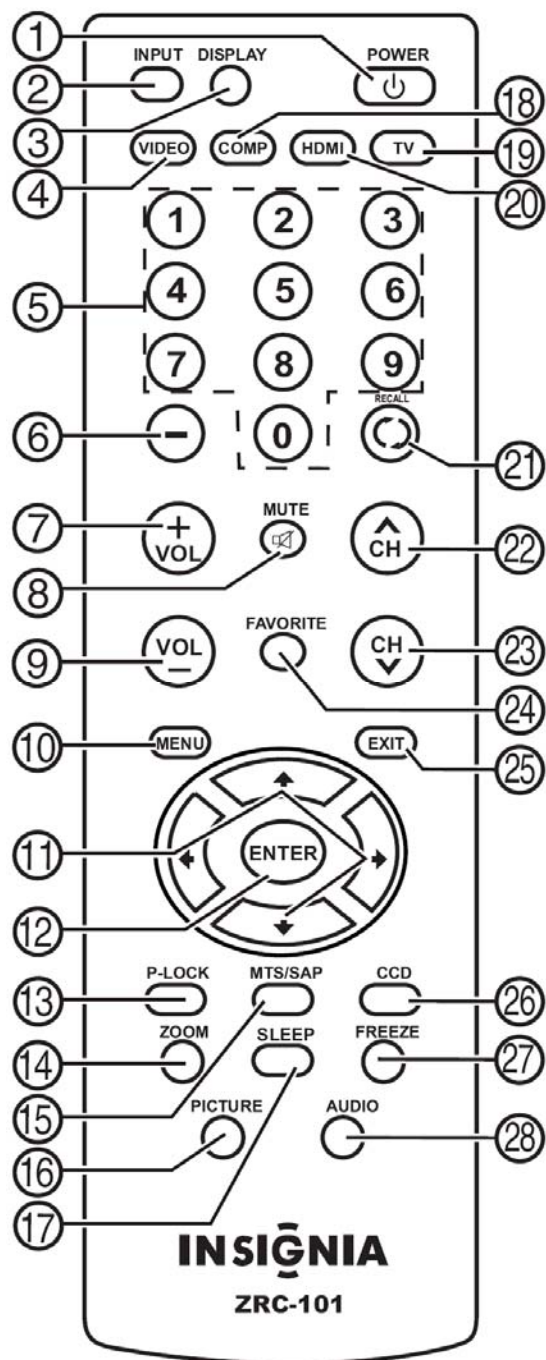 1 INPUT DISPLAY POWER
2
3 VIDEO COMP HDMI TV 18
4 19
20
1 2 3
5 4 5 6
7 8 9
RECALL
6 - 0 21
7 + VOL MUTE CH 22
8
9 VOL - FAVORITE CH 23
24
10 MENU EXIT 25
11 ENTER
12
P-LOCK MTS/SAP CCD
13 26
ZOOM SLEEP FREEZE
14 27
15 PICTURE AUDIO
16 28
17
INSIGNIA
ZRC-101